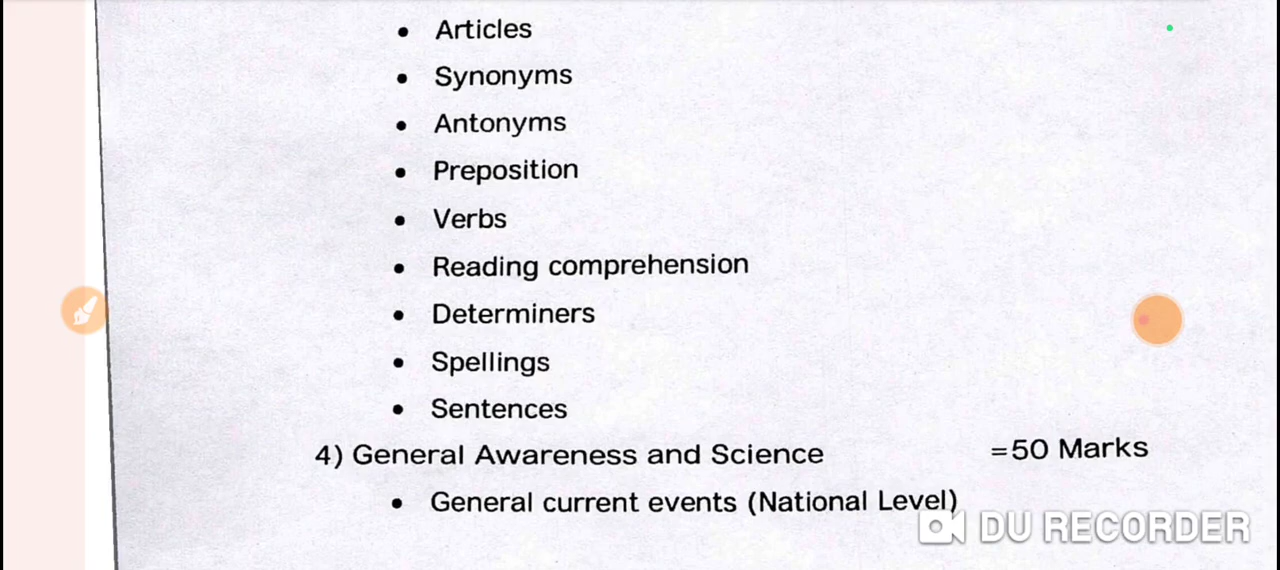 • Articles
• Synonyms
• Antonyms
• Preposition
• Verbs
• Reading comprehension
• Determiners
• Spellings
• Sentences
4) General Awareness and Science =50 Marks
• General current events (National Level)
DU RECORDER